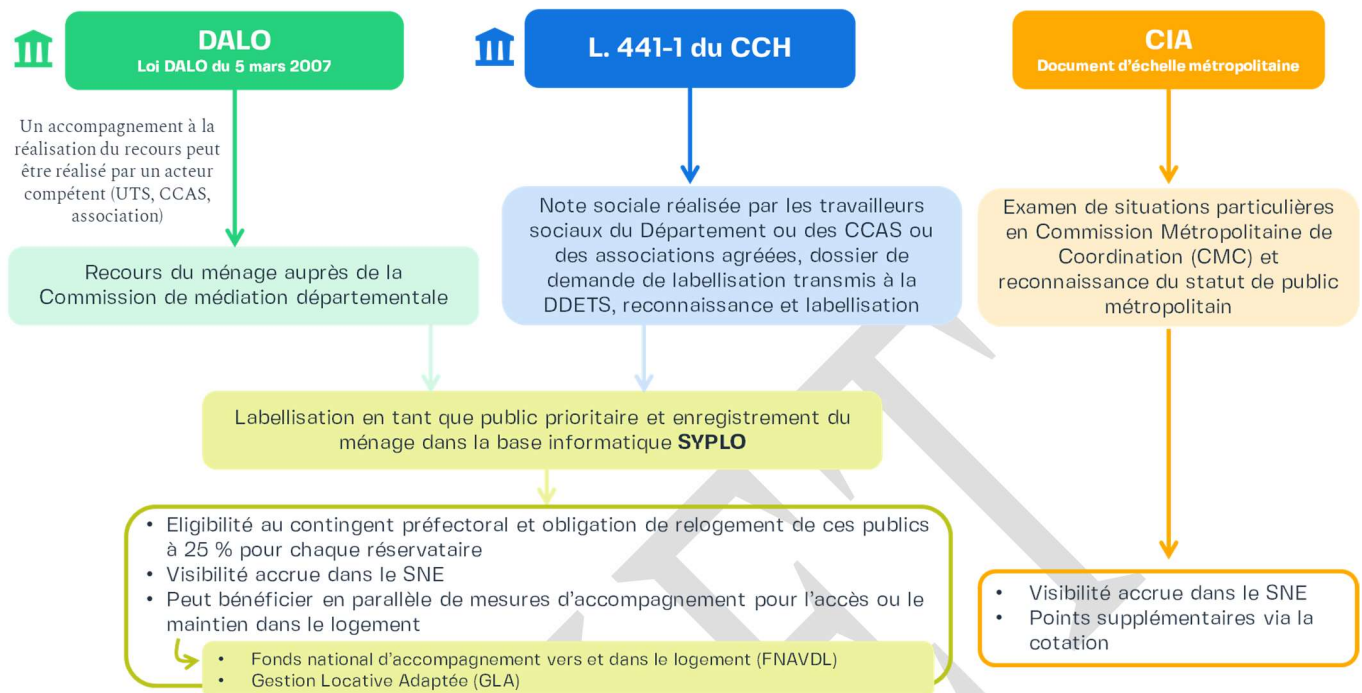 DALO
Loi DALO du 5 mars 2007
L. 441-1 du CCH
CIA
Document d'échelle métropolitaine
Un accompagnement à la
réalisation du recours peut
être réalisé par un acteur
compétent (UTS, CCAS,
association)
Recours du ménage auprès de la
Commission de médiation départementale
Note sociale réalisée par les travailleurs
sociaux du Département ou des CCAS ou
des associations agréées, dossier de
demande de labellisation transmis à la
DDETS, reconnaissance et labellisation
Examen de situations particulières
en Commission Métropolitaine de
Coordination (CMC) et
reconnaissance du statut de public
métropolitain
Labellisation en tant que public prioritaire et enregistrement du
ménage dans la base informatique SYPLO
• Eligibilité au contingent préfectoral et obligation de relogement de ces publics
à 25 % pour chaque réservataire
• Visibilité accrue dans le SNE
• Peut bénéficier en parallèle de mesures d'accompagnement pour l'accès ou le
maintien dans le logement
• Fonds national d'accompagnement vers et dans le logement (FNAVDL)
• Gestion Locative Adaptée (GLA)
• Visibilité accrue dans le SNE
• Points supplémentaires via la
cotation